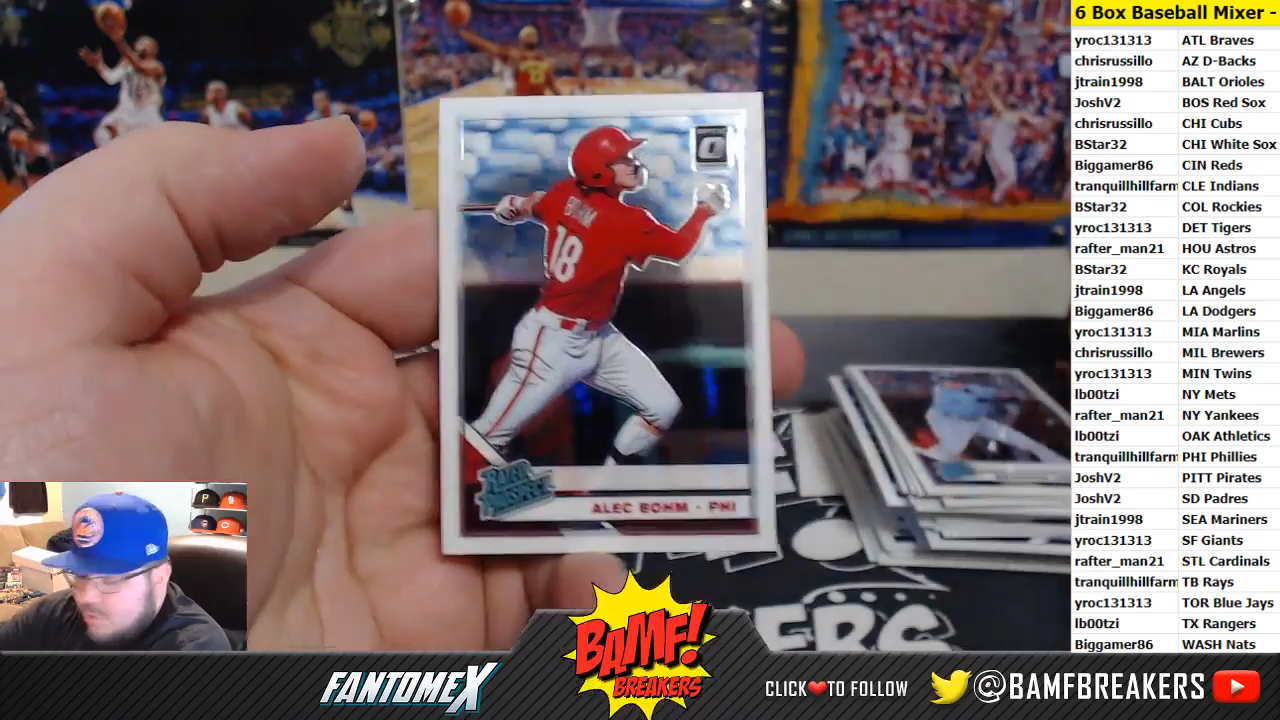 6 Box Baseball Mixer -
yroc131313 ATL Braves
chrisrussillo AZ D-Backs
jtrain1998 BALT Orioles
JoshV2 BOS Red Sox
chrisrussillo CHI Cubs
BStar32 CHI White Sox
Biggamer86 CIN Reds
tranquillhillfarm CLE Indians
BStar32 COL Rockies
yroc131313 DET Tigers
rafter_man21 HOU Astros
BStar32 KC Royals
jtrain1998 LA Angels
Biggamer86 LA Dodgers
yroc131313 MIA Marlins
chrisrussillo MIL Brewers
yroc131313 MIN Twins
lb00tzi NY Mets
rafter_man21 NY Yankees
lb00tzi OAK Athletics
tranquillhillfarm PHI Phillies
JoshV2 PITT Pirates
JoshV2 SD Padres
jtrain1998 SEA Mariners
yroc131313 SF Giants
rafter_man21 STL Cardinals
tranquillhillfarm TB Rays
yroc131313 TOR Blue Jays
lb00tzi TX Rangers
Biggamer86 WASH Nats
BOHM
18
RATED
PROSPECT
ALEC BOHM - PHI
FANTOMEX
BAMF!
BREAKERS
CLICK TO FOLLOW
@BAMFBREAKERS